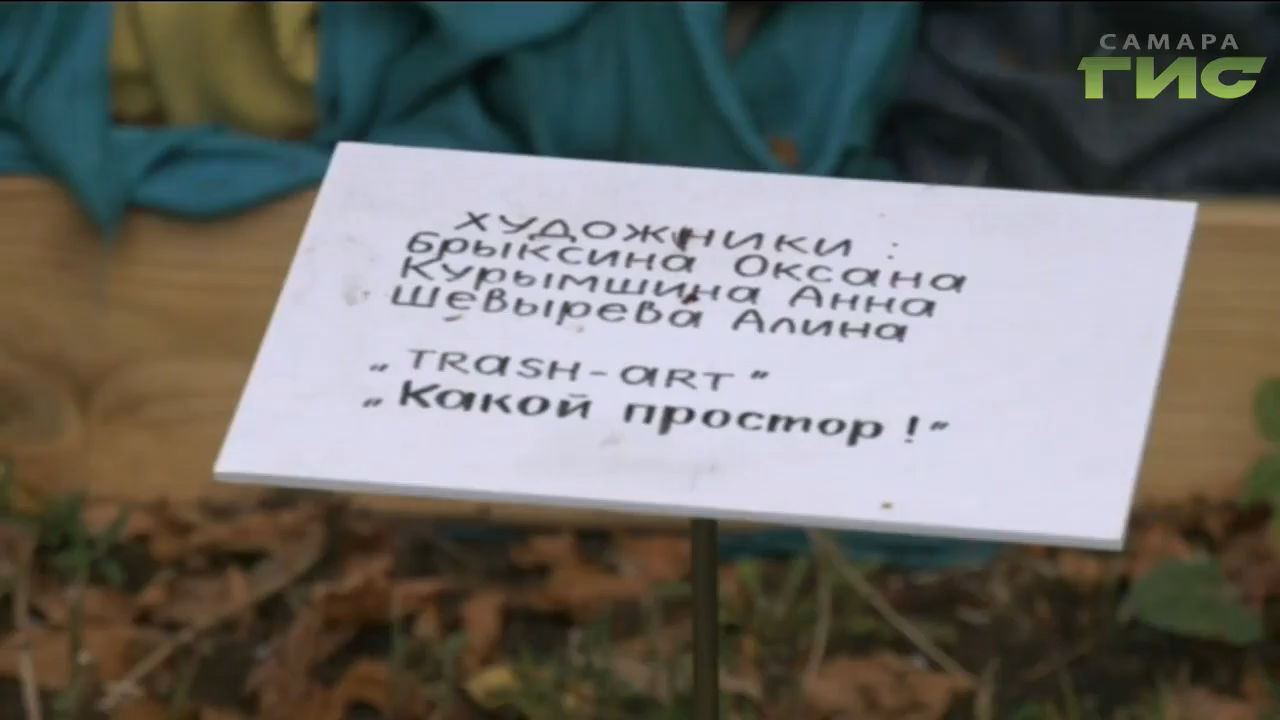 САМАРА
ГИС
ХУДОЖНИКИ :
Брыксина Оксана
Курымшина Анна
Шевырева Алина
„TRaSH-aRT"
„Какой простор!"